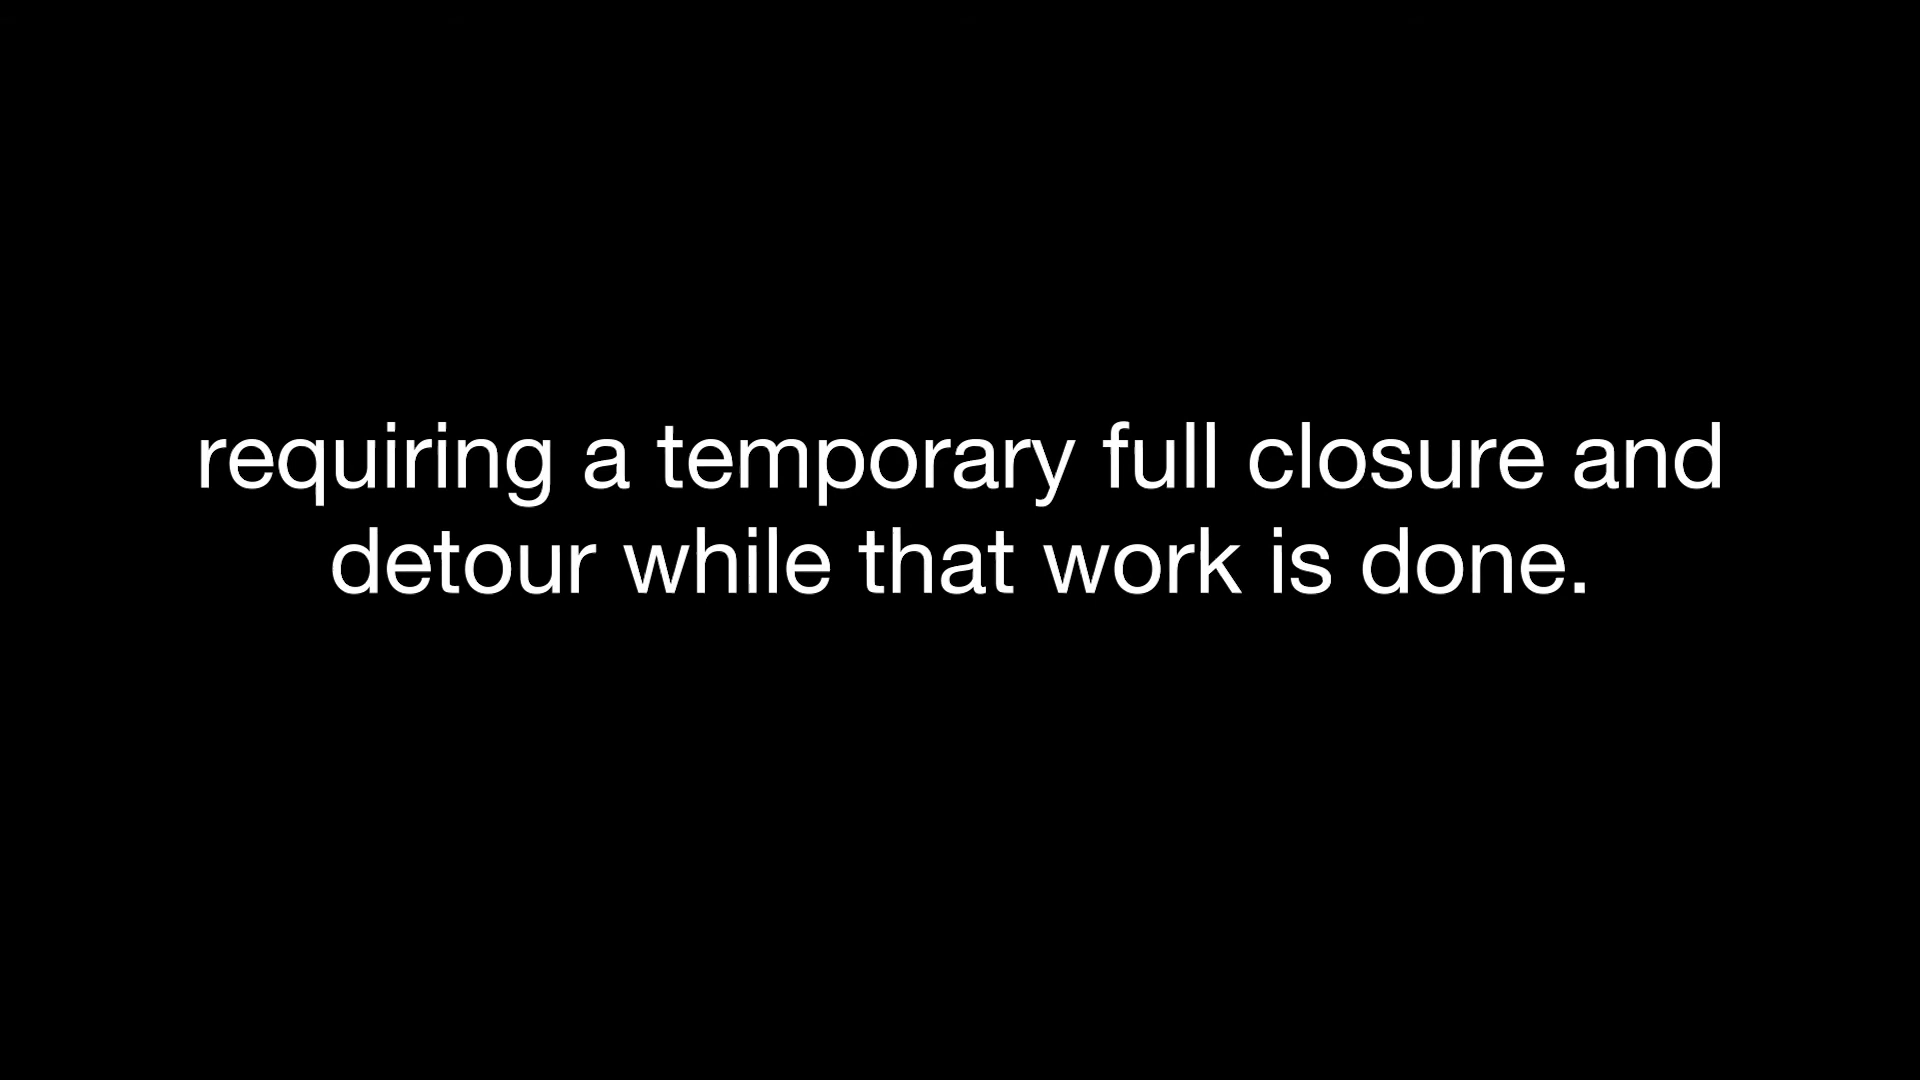 requiring a temporary full closure and
detour while that work is done.